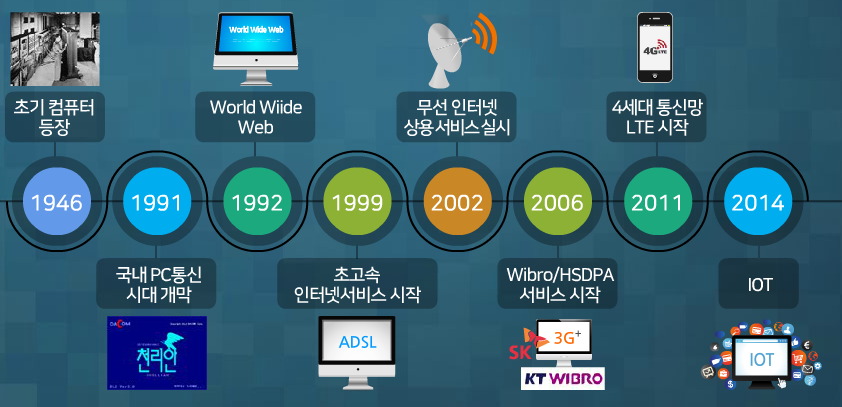 World Wide Web
4G LTE
초기 컴퓨터
등장
World Wiide
Web
무선 인터넷
상용 서비스 실시
4세대 통신망
LTE 시작
1946
1991
1992
1999
2002
2006
2011
2014
국내 PC통신
시대 개막
초고속
인터넷서비스 시작
Wibro/HSDPA
서비스 시작
IOT
DACOM
천리안
ADSL
SK
3G+
KT WIBRO
IOT